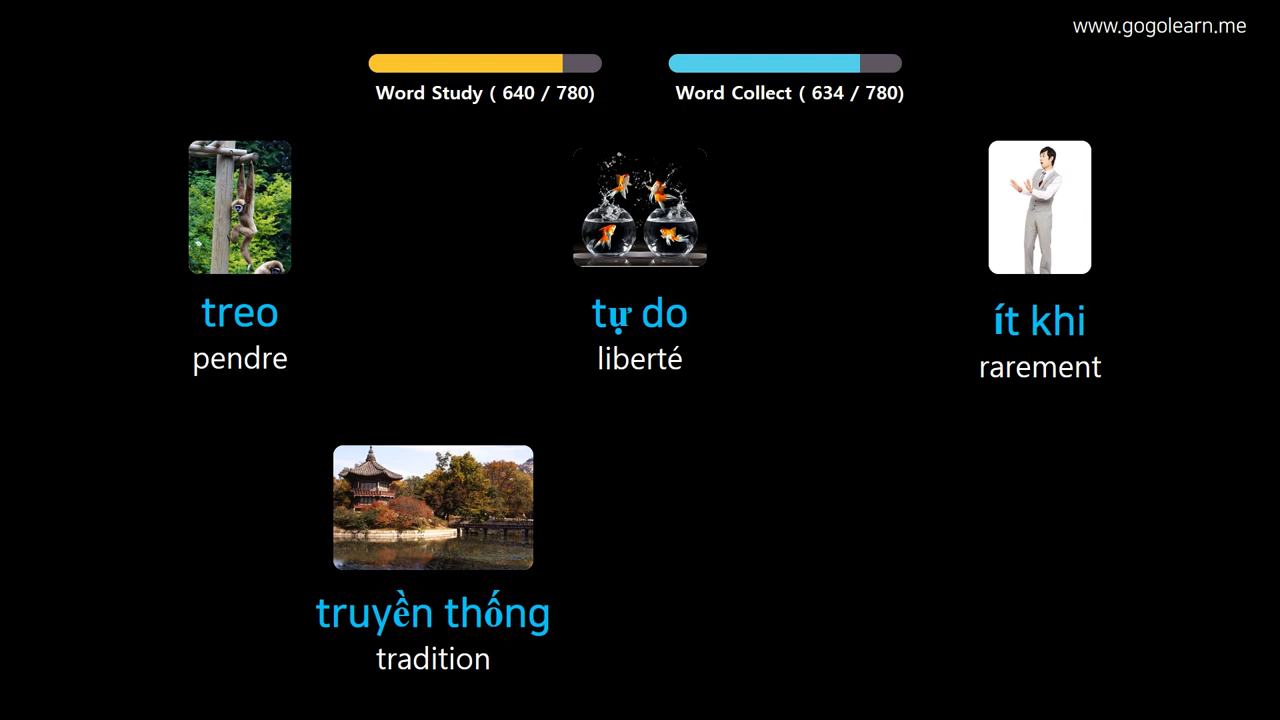 www.gogolearn.me
Word Study ( 640 / 780)
Word Collect ( 634 / 780)
treo
pendre
tự do
liberté
ít khi
rarement
truyền thống
tradition